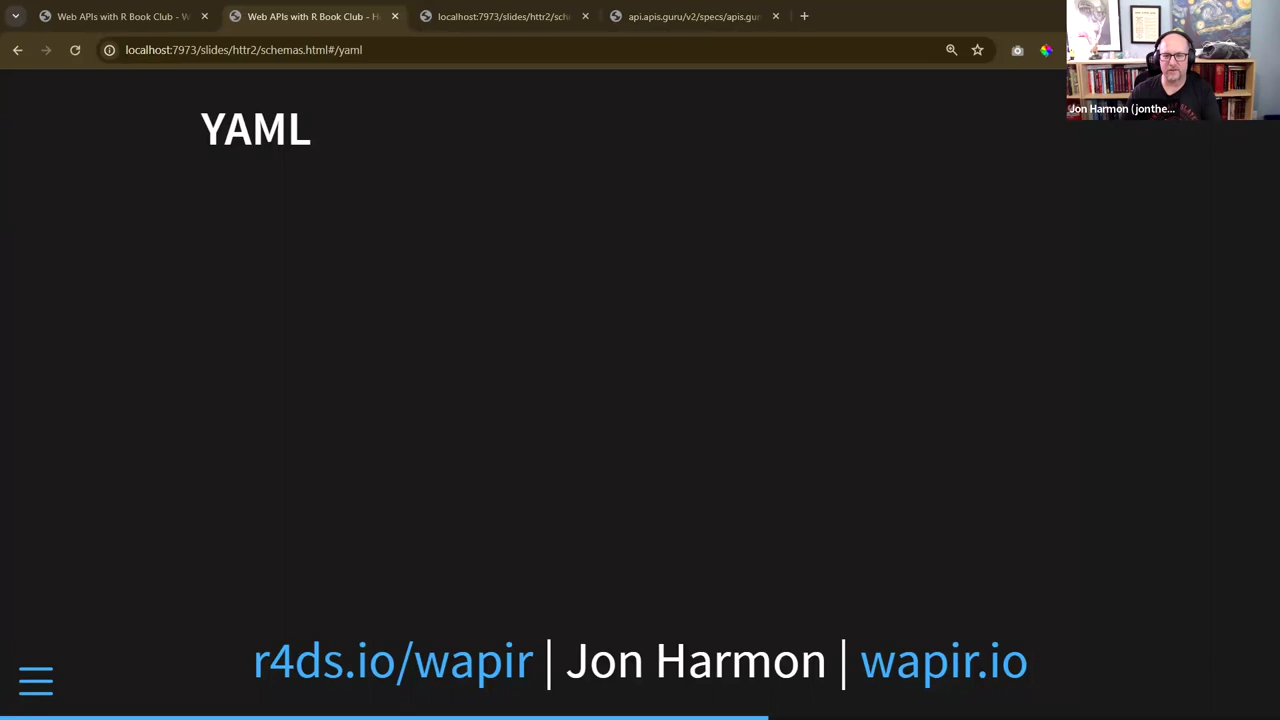 Web APIs with R Book Club - W
Web APIs with R Book Club - H
localhost:7973/slides/httr2/sch
api.apis.guru/v2/specs/apis.gur
localhost:7973/slides/httr2/schemas.html#/yaml
Jon Harmon (jonthe...
YAML
r4ds.io/wapir | Jon Harmon | wapir.io